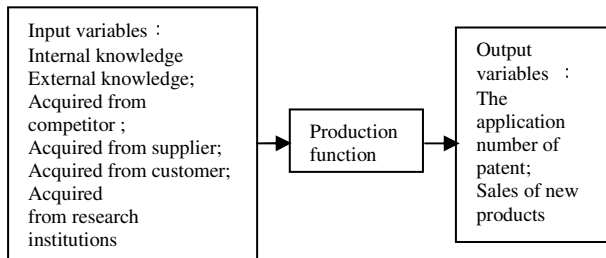 Input variables：
Internal knowledge
External knowledge;
Acquired from
competitor ;
Acquired from supplier;
Acquired from customer;
Acquired
from research
institutions
Production
function
Output
variables ：
The
application
number of
patent;
Sales of new
products